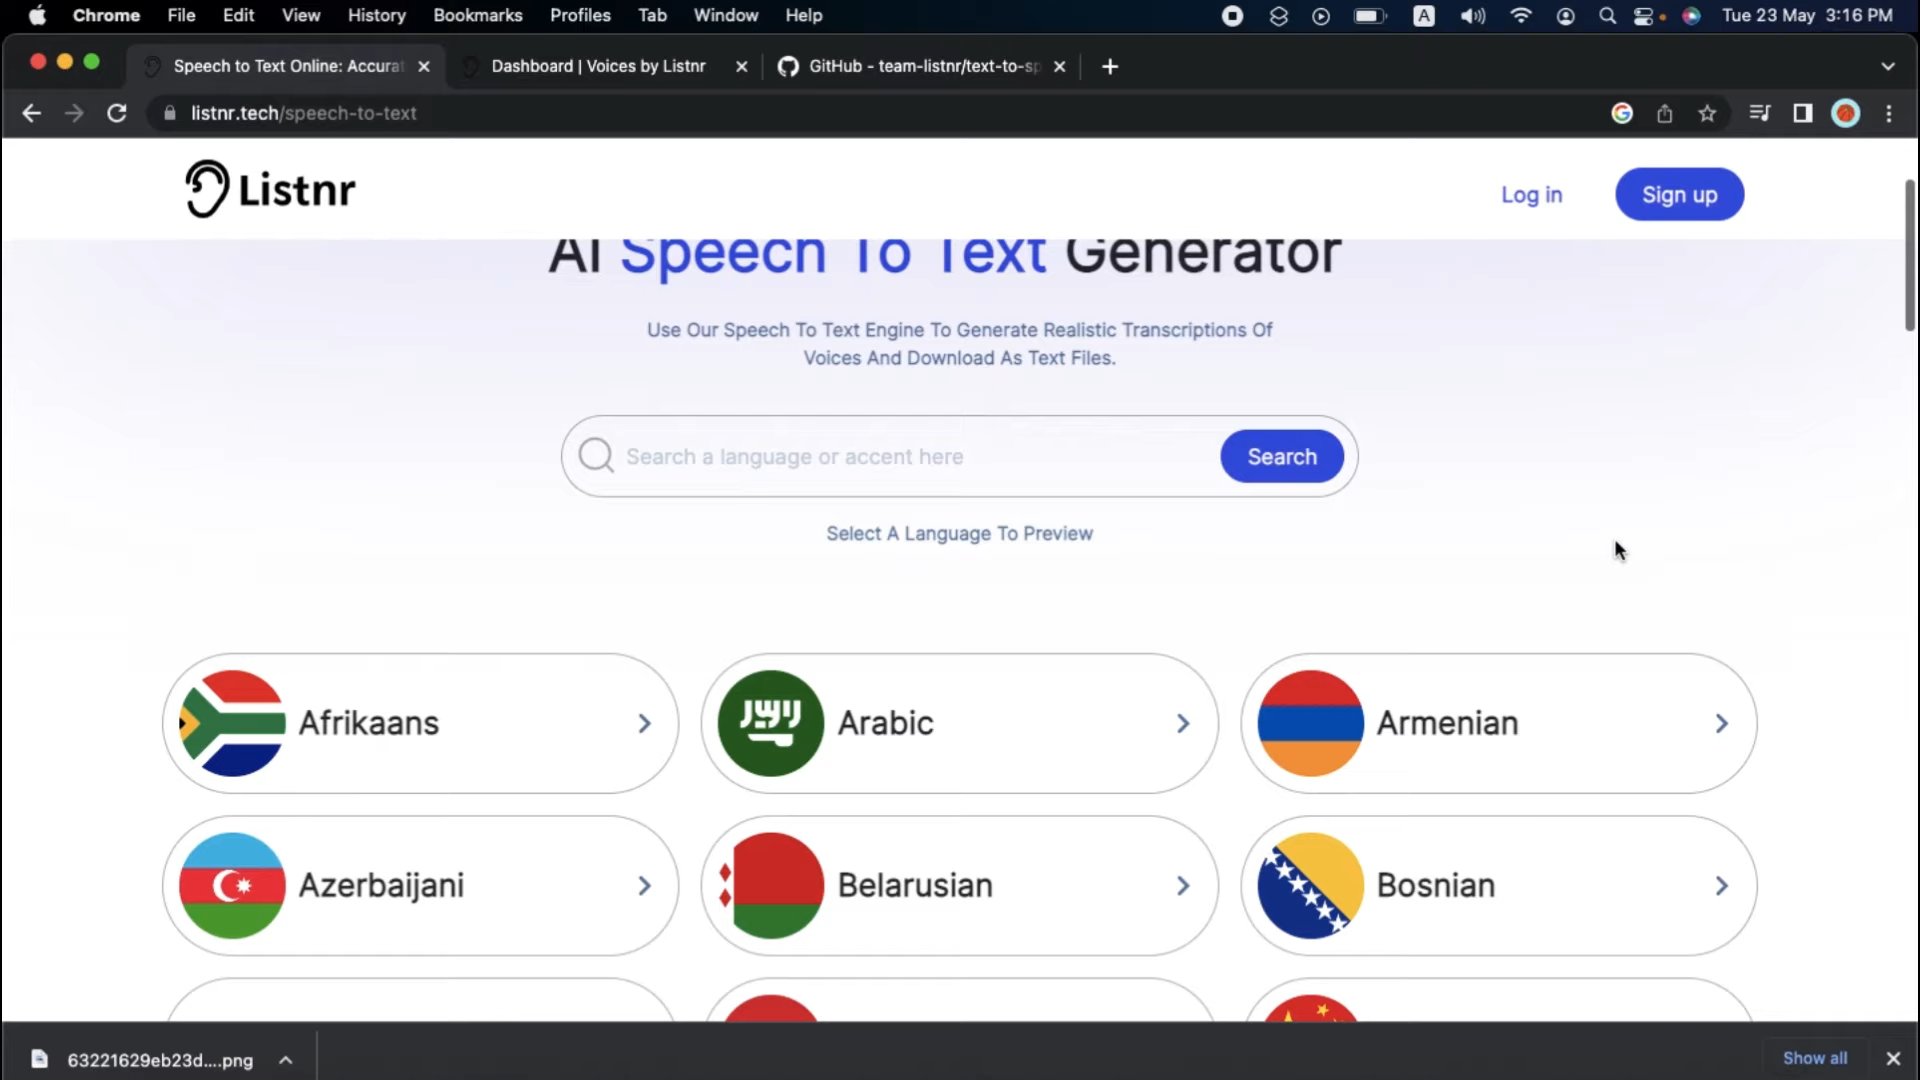 Chrome File Edit View History Bookmarks Profiles Tab Window Help A Tue 23 May 3:16 PM
Speech to Text Online: Accurat Dashboard | Voices by Listnr GitHub - team-listnr/text-to-sp
listnr.tech/speech-to-text
Listnr Log in Sign up
AI Speech To Text Generator
Use Our Speech To Text Engine To Generate Realistic Transcriptions Of
Voices And Download As Text Files.
Search a language or accent here Search
Select A Language To Preview
Afrikaans Arabic Armenian
Azerbaijani Belarusian Bosnian
63221629eb23d....png Show all